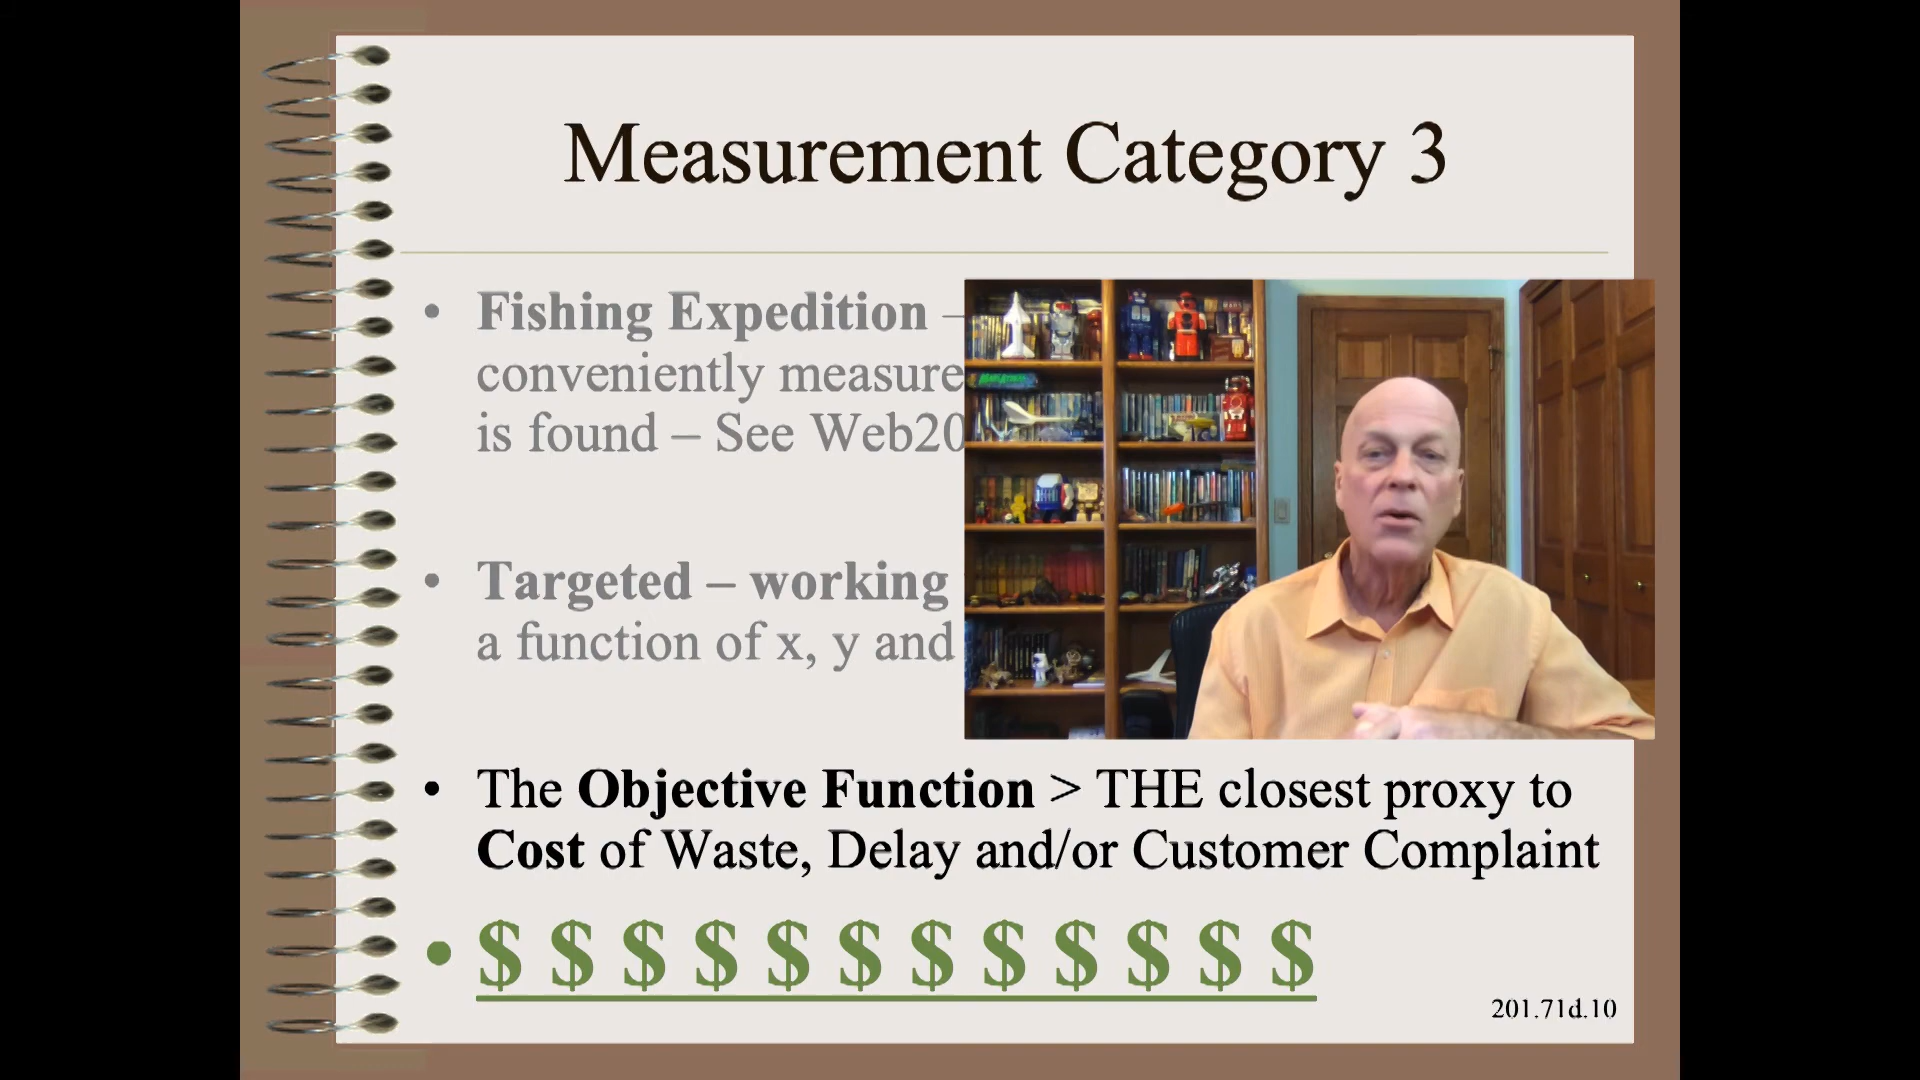 Measurement Category 3
• Fishing Expedition –
conveniently measure
is found – See Web20
• Targeted – working
a function of x, y and
• The Objective Function > THE closest proxy to
Cost of Waste, Delay and/or Customer Complaint
• $ $ $ $ $ $ $ $ $ $ $ $
201.71d.10